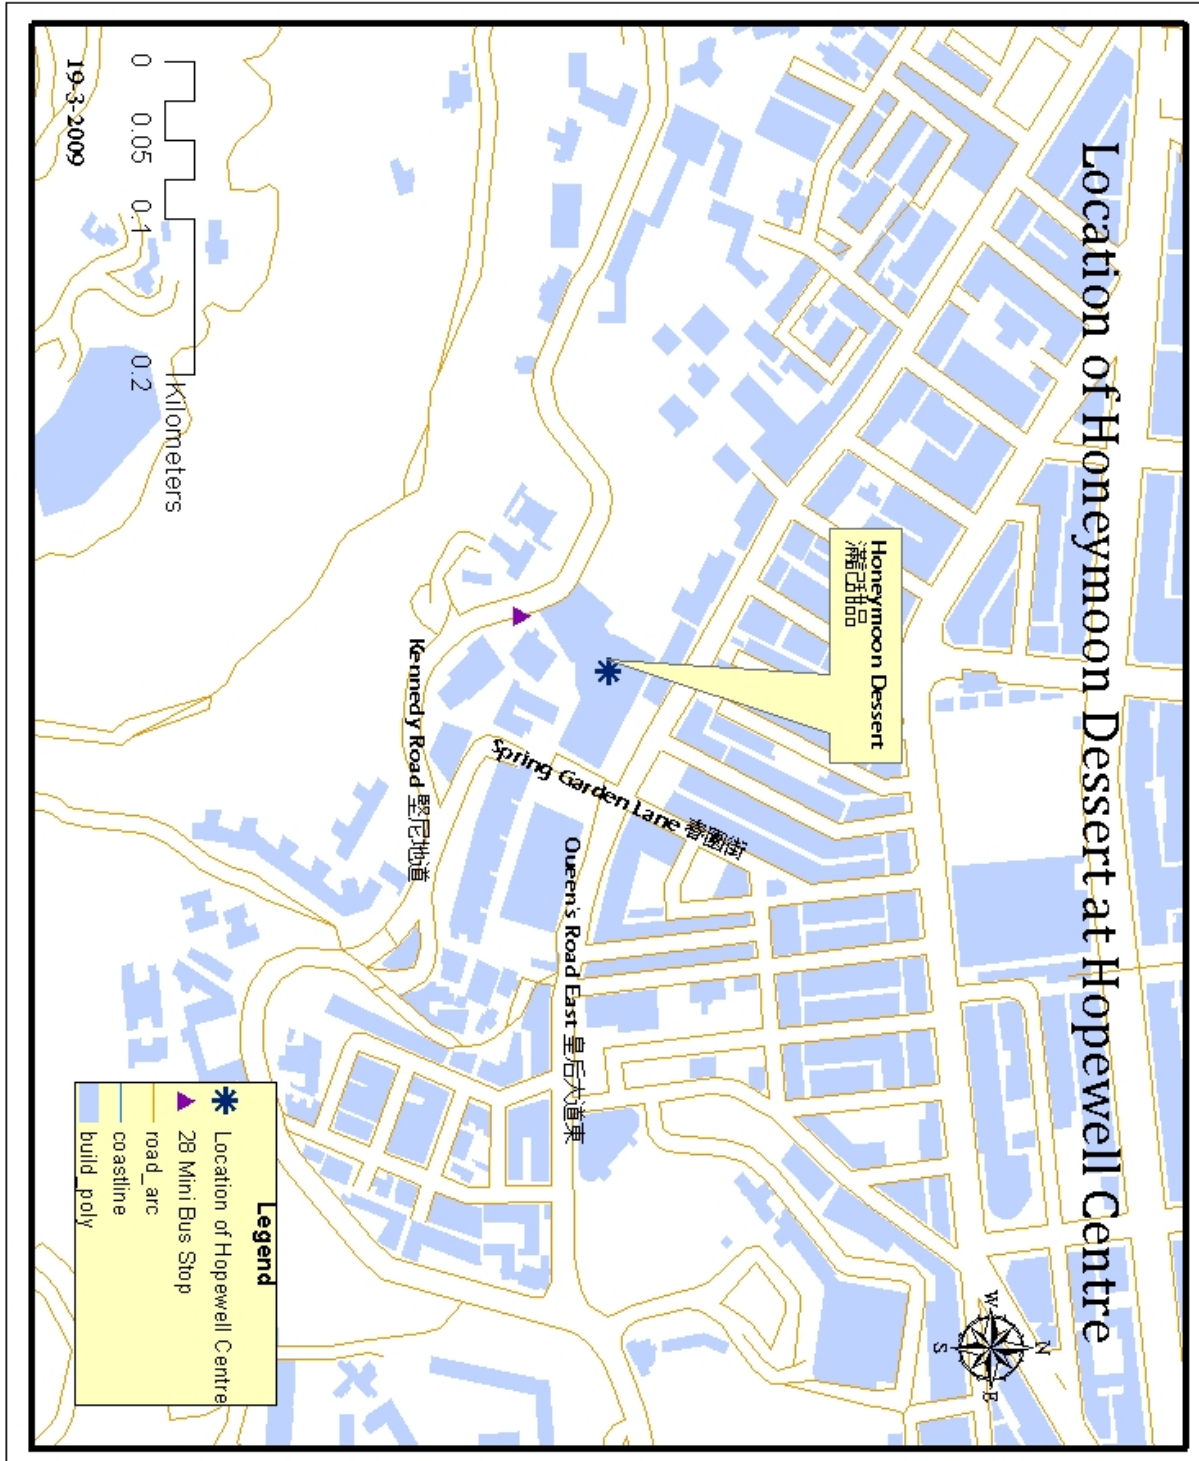 Location of Honeymoon Dessert at Hopewell Centre
Honeymoon Dessert
滿記甜品
Spring Garden Lane 春園街
Queen's Road East 皇后大道東
Kennedy Road 堅尼地道
W
N
S
E
0 0.05 0.1 0.2
Kilometers
19-3-2009
Legend
Location of Hopewell Centre
28 Mini Bus Stop
road_arc
coastline
build_poly